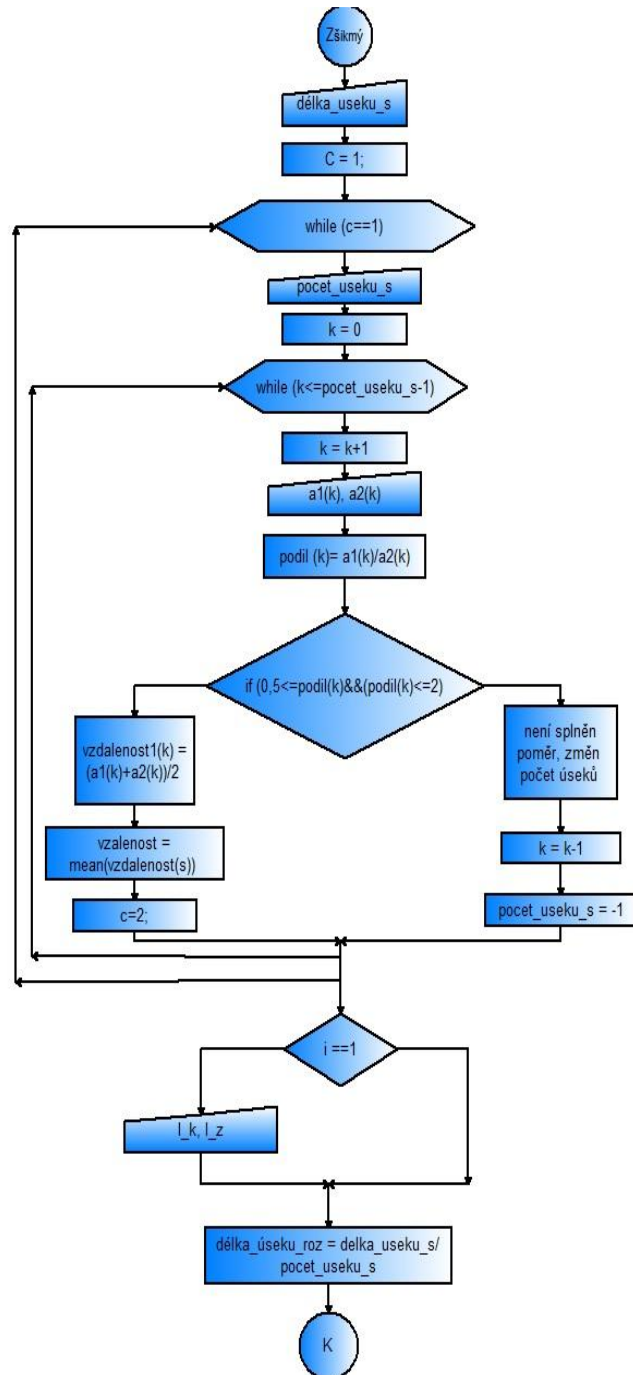 Zšikmý
délka_useku_s
C = 1;
while (c==1)
pocet_useku_s
k = 0
while (k<=pocet_useku_s-1)
k = k+1
a1(k), a2(k)
podil (k)= a1(k)/a2(k)
if (0,5<=podil(k)&&(podil(k)<=2)
vzdalenost1(k) =
(a1(k)+a2(k))/2
vzalenost =
mean(vzdalenost(s))
c=2;
není splněn
poměr, změn
počet úseků
k = k-1
pocet_useku_s = -1
i ==1
l_k, l_z
délka_úseku_roz = delka_useku_s/
pocet_useku_s
K